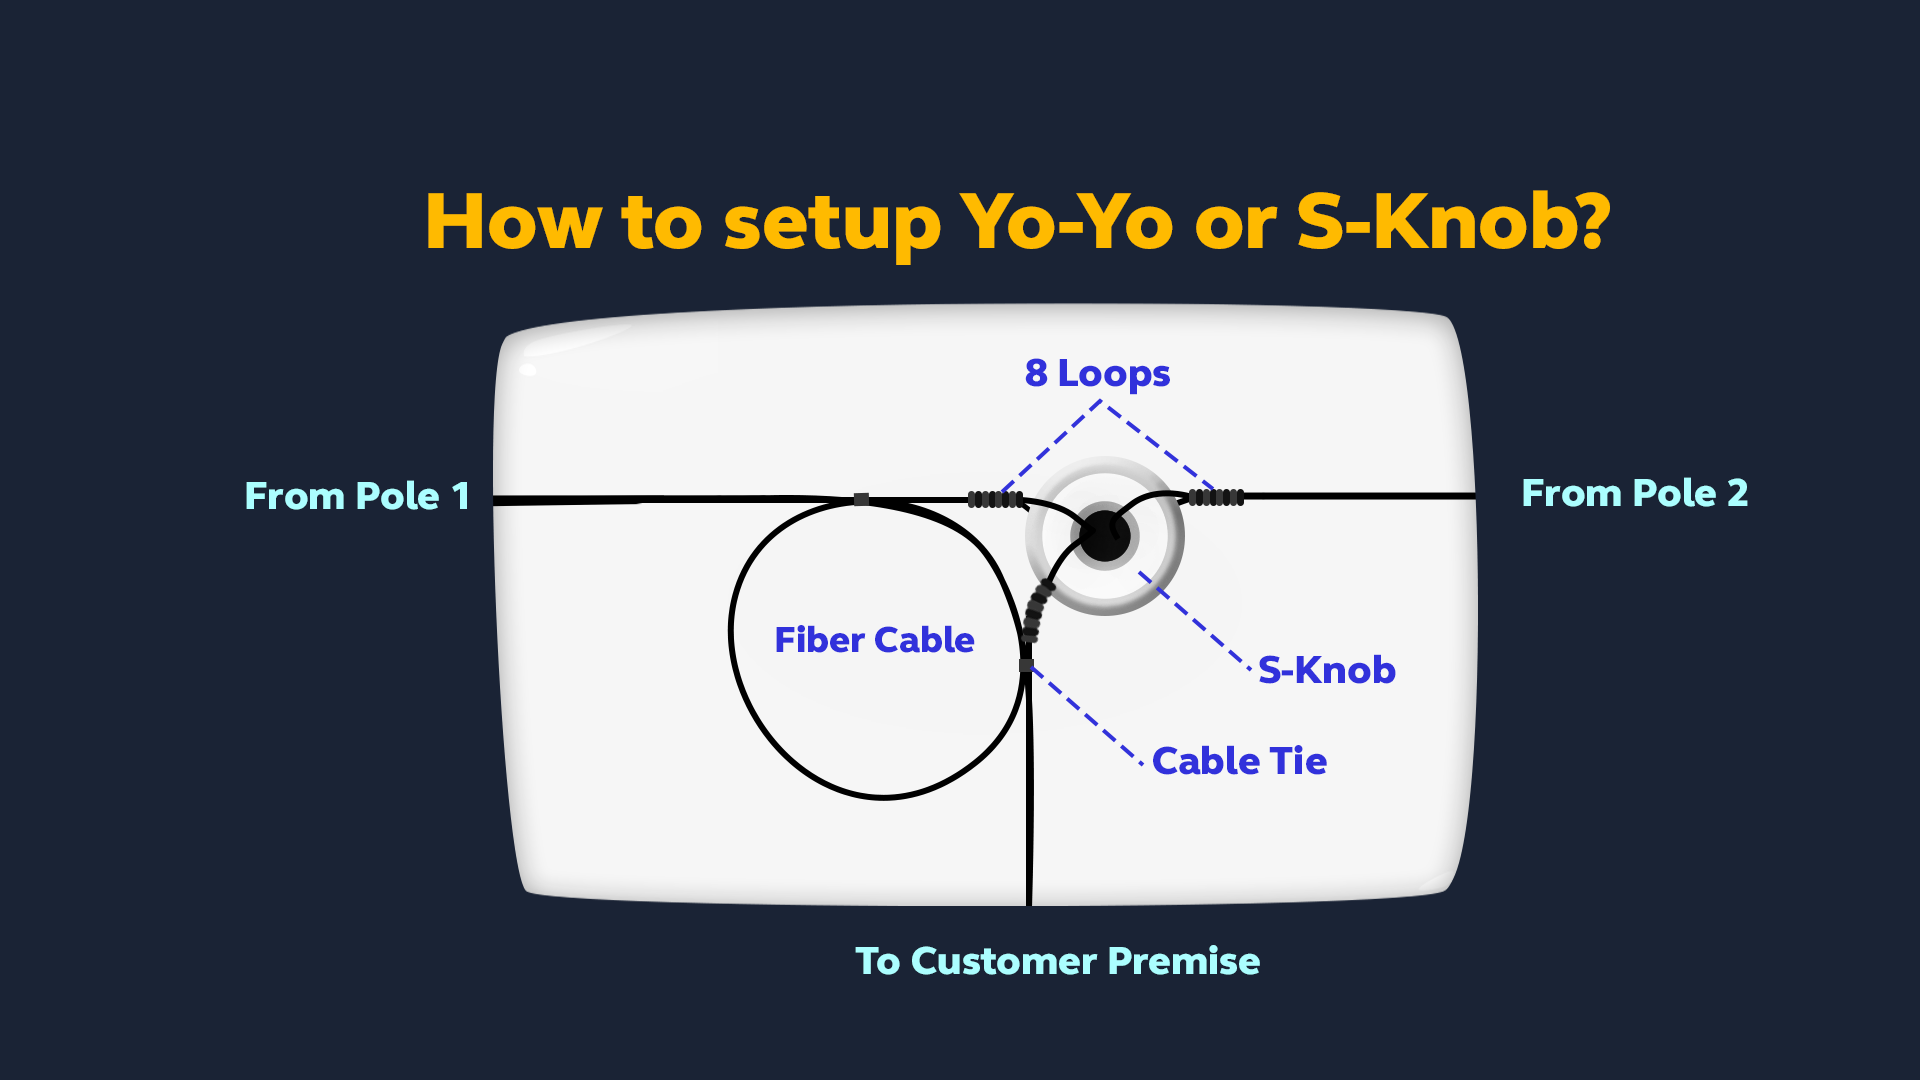 How to setup Yo-Yo or S-Knob?
8 Loops
From Pole 1
From Pole 2
Fiber Cable
S-Knob
Cable Tie
To Customer Premise